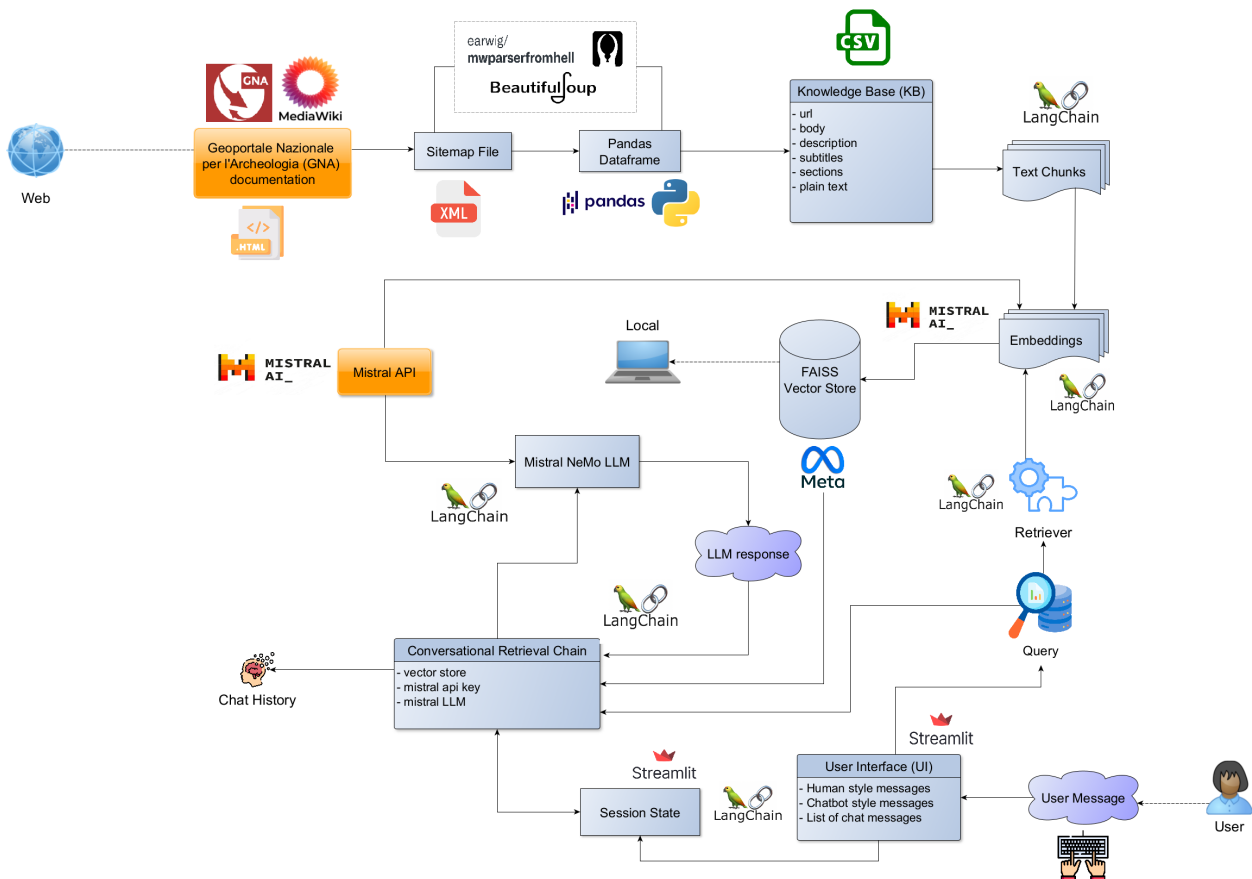 earwig/
mwparserfromhell
BeautifulSoup
CSV
GNA
MediaWiki
Knowledge Base (KB)
- url
- body
- description
- subtitles
- sections
- plain text
LangChain
Geoportale Nazionale
per l'Archeologia (GNA)
documentation
Sitemap File
Pandas
Dataframe
Text Chunks
Web
XML
pandas
</>
.HTML
MISTRAL
AI_
Local
Embeddings
MISTRAL
AI_
Mistral API
FAISS
Vector Store
LangChain
Mistral NeMo LLM
Meta
LangChain
LangChain
Retriever
LLM response
LangChain
Query
Conversational Retrieval Chain
- vector store
- mistral api key
- mistral LLM
Chat History
Streamlit
Streamlit
User Interface (UI)
- Human style messages
- Chatbot style messages
- List of chat messages
Session State
LangChain
User Message
User